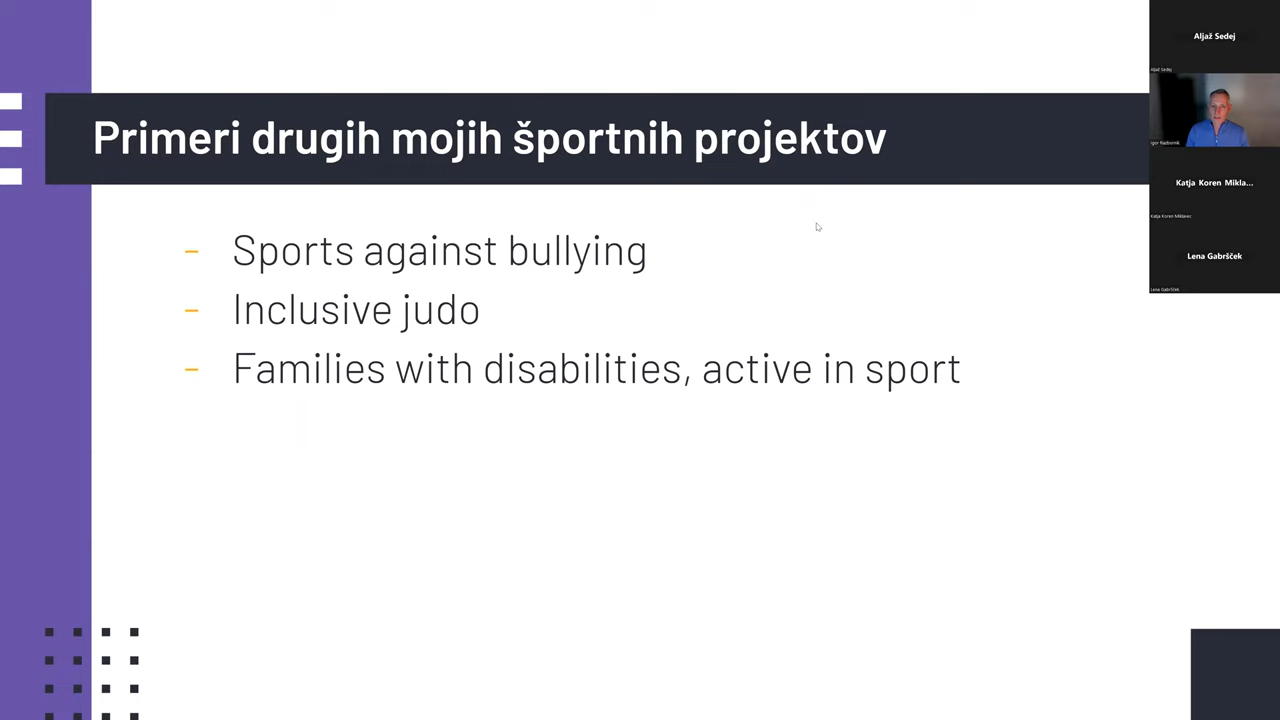 Primeri drugih mojih športnih projektov
- Sports against bullying
- Inclusive judo
- Families with disabilities, active in sport
Aljaž Sedej
Aljaž Sedej
Igor Razbornik
Katja Koren Mikla...
Katja Koren Miklavec
Lena Gabršček
Lena Gabršček